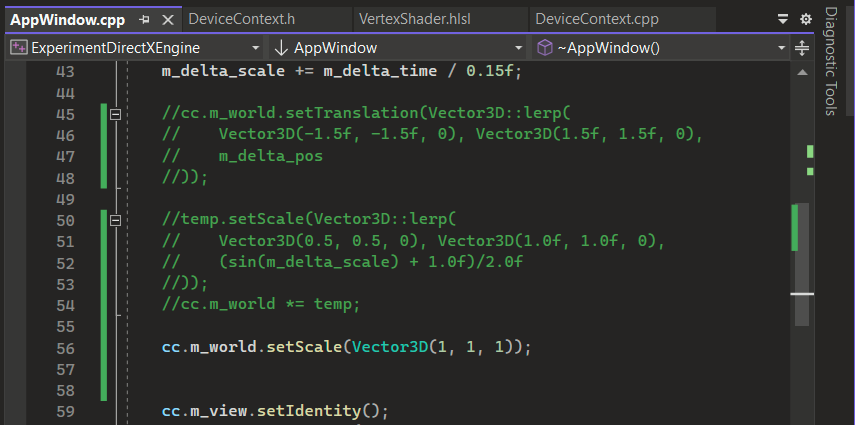 AppWindow.cpp DeviceContext.h VertexShader.hlsl DeviceContext.cpp
ExperimentDirectXEngine AppWindow ~AppWindow()
Diagnostic Tools
43 m_delta_scale += m_delta_time / 0.15f;
44
45 //cc.m_world.setTranslation(Vector3D::lerp(
46 //    Vector3D(-1.5f, -1.5f, 0), Vector3D(1.5f, 1.5f, 0),
47 //    m_delta_pos
48 //));
49
50 //temp.setScale(Vector3D::lerp(
51 //    Vector3D(0.5, 0.5, 0), Vector3D(1.0f, 1.0f, 0),
52 //    (sin(m_delta_scale) + 1.0f)/2.0f
53 //));
54 //cc.m_world *= temp;
55
56 cc.m_world.setScale(Vector3D(1, 1, 1));
57
58
59 cc.m_view.setIdentity();